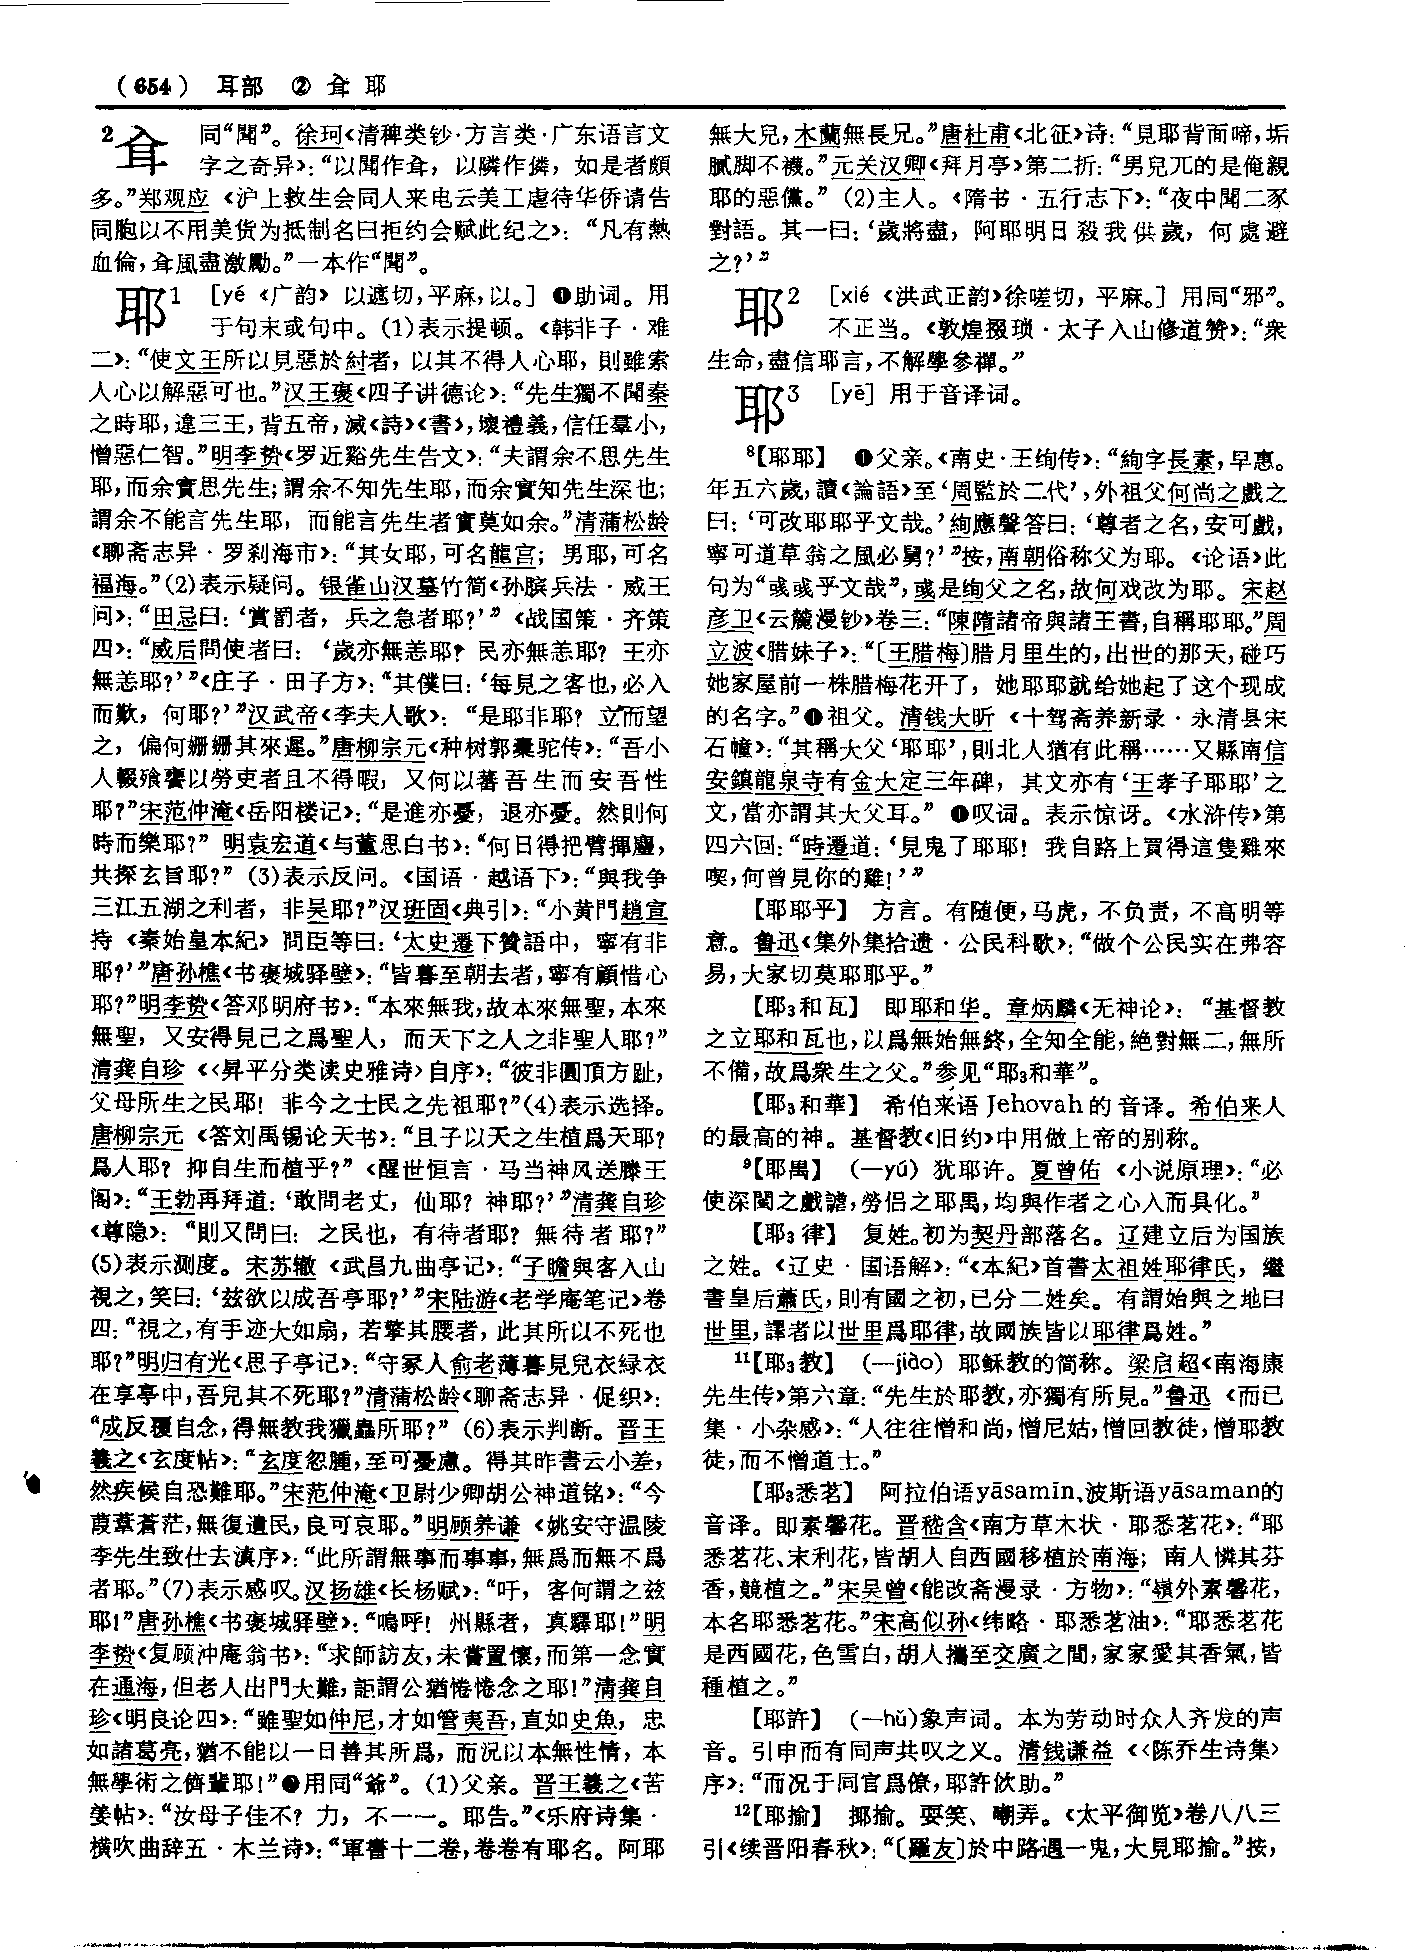 （654） 耳部 ②𦔻耶
²𦔻 同“聞”。徐珂《清稗类钞·方言类·广东语言文
字之奇异》：“以聞作𦔻，以隣作㷠，如是者頗
多。”郑观应《沪上救生会同人来电云美工虐待华侨请告
同胞以不用美货为抵制名曰拒约会赋此纪之》：“凡有熱
血倫，𦔻風盡激勵。”一本作“聞”。
耶1 [yé《广韵》以遮切，平麻，以。] ❶助词。用
于句末或句中。(1)表示提顿。《韩非子·难
二》：“使文王所以見惡於紂者，以其不得人心耶，則雖索
人心以解惡可也。”汉王褒《四子讲德论》：“先生獨不聞秦
之時耶，違三王，背五帝，滅《詩》《書》，壞禮義，信任羣小，
憎惡仁智。”明李贽《罗近谿先生告文》：“夫謂余不思先生
耶，而余實思先生；謂余不知先生耶，而余實知先生深也；
謂余不能言先生耶，而能言先生者實莫如余。”清蒲松龄
《聊斋志异·罗刹海市》：“其女耶，可名龍宫；男耶，可名
福海。”(2)表示疑问。银雀山汉墓竹简《孙膑兵法·威王
问》：“田忌曰：‘賞罰者，兵之急者耶？’”《战国策·齐策
四》：“威后問使者曰：‘歲亦無恙耶？民亦無恙耶？王亦
無恙耶？’”《庄子·田子方》：“其僕曰：‘每見之客也，必入
而歎，何耶？’”汉武帝《李夫人歌》：“是耶非耶？立而望
之，偏何姍姍其來遲。”唐柳宗元《种树郭橐驼传》：“吾小
人輟飧饔以勞吏者且不得暇，又何以蕃吾生而安吾性
耶？”宋范仲淹《岳阳楼记》：“是進亦憂，退亦憂。然則何
時而樂耶？”明袁宏道《与董思白书》：“何日得把臂揮麈，
共探玄旨耶？”(3)表示反问。《国语·越语下》：“與我争
三江五湖之利者，非吴耶？”汉班固《典引》：“小黄門趙宣
持《秦始皇本紀》問臣等曰：‘太史遷下贊語中，寧有非
耶？’”唐孙樵《书褒城驿壁》：“皆暮至朝去者，寧有顧惜心
耶？”明李贽《答邓明府书》：“本來無我，故本來無聖，本來
無聖，又安得見己之爲聖人，而天下之人之非聖人耶？”
清龚自珍《〈昇平分类读史雅诗〉自序》：“彼非圓頂方趾，
父母所生之民耶！非今之士民之先祖耶？”(4)表示选择。
唐柳宗元《答刘禹锡论天书》：“且子以天之生植爲天耶？
爲人耶？抑自生而植乎？”《醒世恒言·马当神风送滕王
阁》：“王勃再拜道：‘敢問老丈，仙耶？神耶？’”清龚自珍
《尊隐》：“則又問曰：之民也，有待者耶？無待者耶？”
(5)表示测度。宋苏辙《武昌九曲亭记》：“子瞻與客入山
視之，笑曰：‘兹欲以成吾亭耶？’”宋陆游《老学庵笔记》卷
四：“視之，有手迹大如扇，若擎其腰者，此其所以不死也
耶？”明归有光《思子亭记》：“守冢人俞老薄暮見兒衣緑衣
在享亭中，吾兒其不死耶？”清蒲松龄《聊斋志异·促织》：
“成反覆自念，得無教我獵蟲所耶？”(6)表示判断。晋王
羲之《玄度帖》：“玄度忽腫，至可憂慮。得其昨書云小差，
然疾候自恐難耶。”宋范仲淹《卫尉少卿胡公神道铭》：“今
葭葦蒼茫，無復遺民，良可哀耶。”明顾养谦《姚安守温陵
李先生致仕去滇序》：“此所謂無事而事事，無爲而無不爲
者耶。”(7)表示感叹。汉扬雄《长杨赋》：“吁，客何謂之兹
耶！”唐孙樵《书褒城驿壁》：“嗚呼！州縣者，真驛耶！”明
李贽《复顾冲庵翁书》：“求師訪友，未嘗置懷，而第一念實
在通海，但老人出門大難，詎謂公猶惓惓念之耶！”清龚自
珍《明良论四》：“雖聖如仲尼，才如管夷吾，直如史魚，忠
如諸葛亮，猶不能以一日善其所爲，而況以本無性情，本
無學術之儕輩耶！”❷用同“爺”。(1)父亲。晋王羲之《苦
姜帖》：“汝母子佳不？力，不一一。耶告。”《乐府诗集·
横吹曲辞五·木兰诗》：“軍書十二卷，卷卷有耶名。阿耶
無大兒，木蘭無長兄。”唐杜甫《北征》诗：“見耶背面啼，垢
膩脚不襪。”元关汉卿《拜月亭》第二折：“男兒兀的是俺親
耶的惡儻。”(2)主人。《隋书·五行志下》：“夜中聞二豕
對語。其一曰：‘歲將盡，阿耶明日殺我供歲，何處避
之？’”
耶2 [xié《洪武正韵》徐嗟切，平麻。] 用同“邪”。
不正当。《敦煌掇琐·太子入山修道赞》：“衆
生命，盡信耶言，不解學參禪。”
耶3 [yē] 用于音译词。
⁸【耶耶】 ❶父亲。《南史·王绚传》：“絢字長素，早惠。
年五六歲，讀《論語》至‘周監於二代’，外祖父何尚之戲之
曰：‘可改耶耶乎文哉。’絢應聲答曰：‘尊者之名，安可戲，
寧可道草翁之風必舅？’”按，南朝俗称父为耶。《论语》此
句为“彧彧乎文哉”，彧是绚父之名，故何戏改为耶。宋赵
彦卫《云麓漫钞》卷三：“陳隋諸帝與諸王書，自稱耶耶。”周
立波《腊妹子》：“〔王腊梅〕腊月里生的，出世的那天，碰巧
她家屋前一株腊梅花开了，她耶耶就给她起了这个现成
的名字。”❶祖父。清钱大昕《十驾斋养新录·永清县宋
石幢》：“其稱大父‘耶耶’，則北人猶有此稱……又縣南信
安鎮龍泉寺有金大定三年碑，其文亦有‘王孝子耶耶’之
文，當亦謂其大父耳。”❶叹词。表示惊讶。《水浒传》第
四六回：“時遷道：‘見鬼了耶耶！我自路上買得這隻雞來
喫，何曾見你的雞！’”
【耶耶乎】 方言。有随便，马虎，不负责，不高明等
意。鲁迅《集外集拾遗·公民科歌》：“做个公民实在弗容
易，大家切莫耶耶乎。”
【耶₃和瓦】 即耶和华。章炳麟《无神论》：“基督教
之立耶和瓦也，以爲無始無終，全知全能，絶對無二，無所
不備，故爲衆生之父。”参见“耶₃和華”。
【耶₃和華】 希伯来语Jehovah的音译。希伯来人
的最高的神。基督教《旧约》中用做上帝的别称。
⁹【耶禺】 （—yú）犹耶许。夏曾佑《小说原理》：“必
使深閨之戲謔，勞侣之耶禺，均與作者之心入而具化。”
【耶₃律】 复姓。初为契丹部落名。辽建立后为国族
之姓。《辽史·国语解》：“《本紀》首書太祖姓耶律氏，繼
書皇后蕭氏，則有國之初，已分二姓矣。有謂始與之地曰
世里，譯者以世里爲耶律，故國族皆以耶律爲姓。”
¹¹【耶₃教】 （—jiào）耶稣教的简称。梁启超《南海康
先生传》第六章：“先生於耶教，亦獨有所見。”鲁迅《而已
集·小杂感》：“人往往憎和尚，憎尼姑，憎回教徒，憎耶教
徒，而不憎道士。”
【耶₃悉茗】 阿拉伯语yāsamīn、波斯语yāsaman的
音译。即素馨花。晋嵇含《南方草木状·耶悉茗花》：“耶
悉茗花、末利花，皆胡人自西國移植於南海；南人憐其芬
香，競植之。”宋吴曾《能改斋漫录·方物》：“嶺外素馨花，
本名耶悉茗花。”宋高似孙《纬略·耶悉茗油》：“耶悉茗花
是西國花，色雪白，胡人攜至交廣之間，家家愛其香氣，皆
種植之。”
【耶許】 （—hǔ）象声词。本为劳动时众人齐发的声
音。引申而有同声共叹之义。清钱谦益《〈陈乔生诗集〉
序》：“而况于同官爲僚，耶許佽助。”
¹²【耶揄】 揶揄。耍笑、嘲弄。《太平御览》卷八八三
引《续晋阳春秋》：“〔羅友〕於中路遇一鬼，大見耶揄。”按，